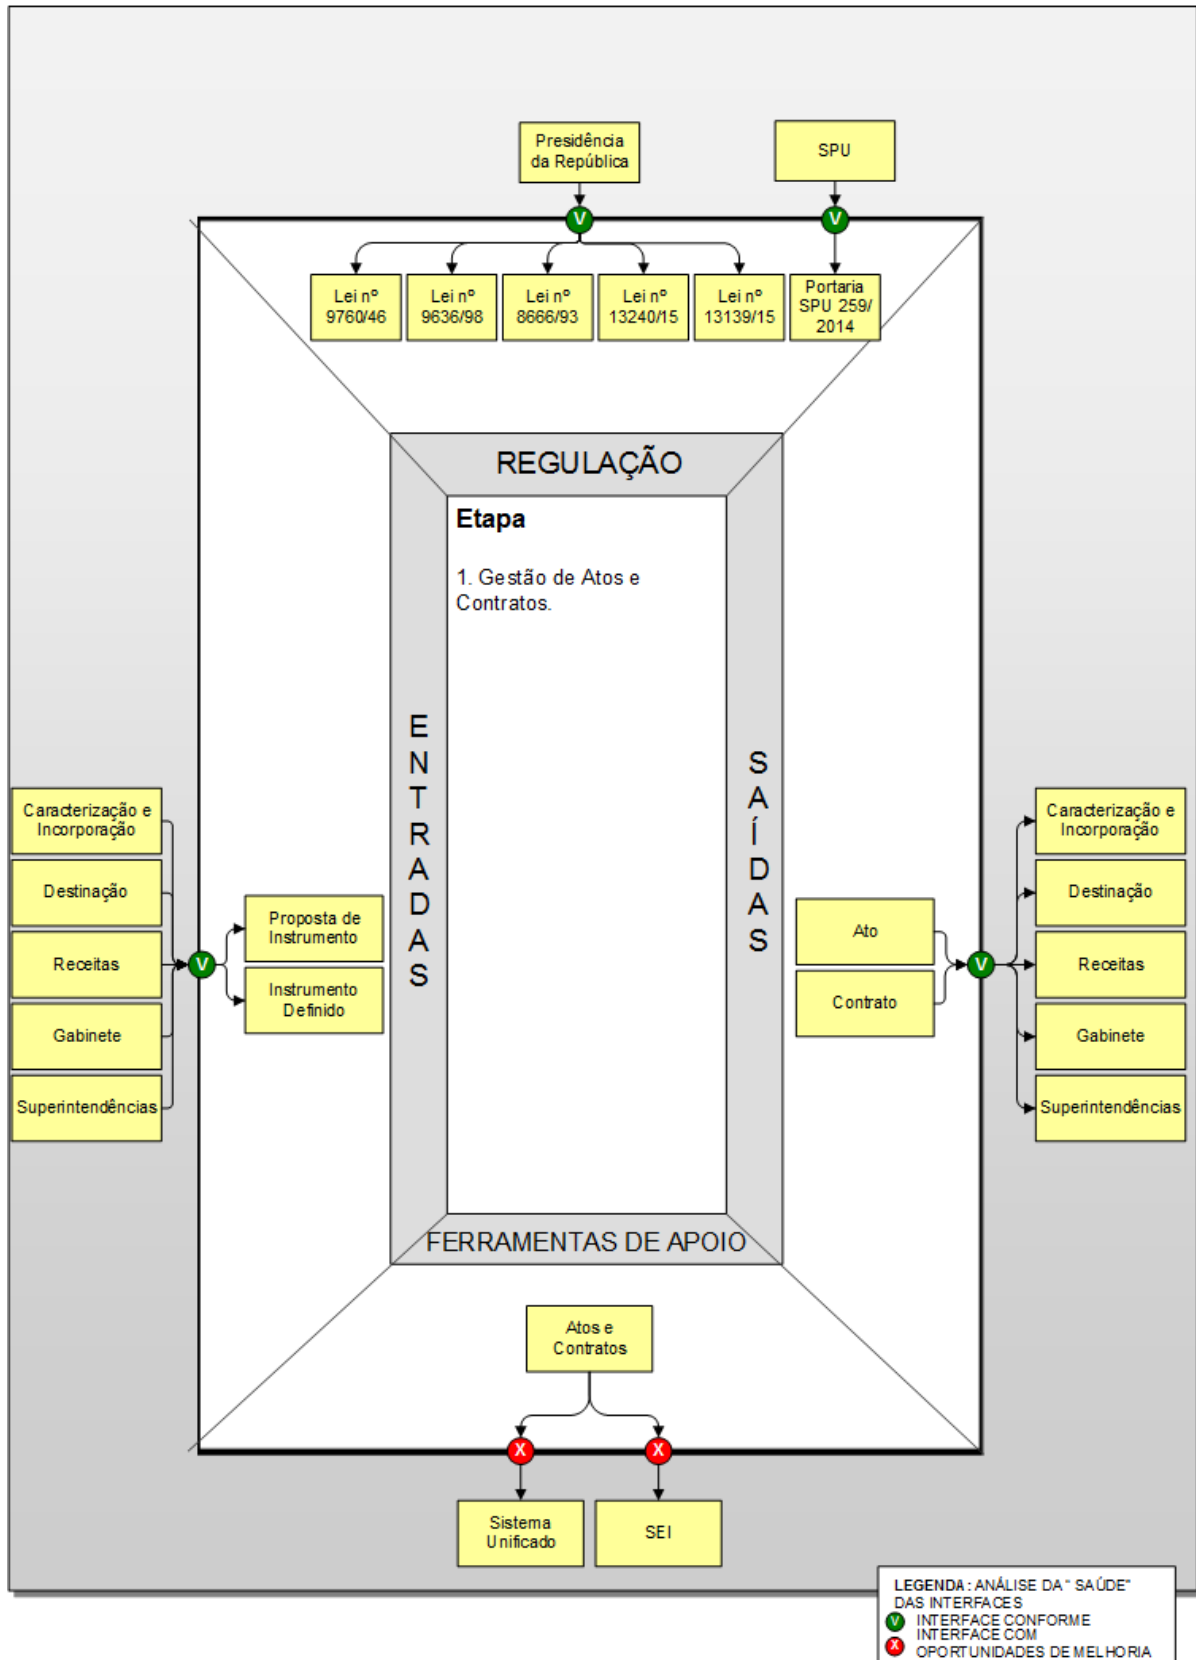 Presidência
da República
SPU
V
V
Lei nº
9760/46
Lei nº
9636/98
Lei nº
8666/93
Lei nº
13240/15
Lei nº
13139/15
Portaria
SPU 259/
2014
REGULAÇÃO
Etapa
1. Gestão de Atos e
Contratos.
ENTRADAS
SAÍDAS
Caracterização e
Incorporação
Destinação
Receitas
Gabinete
Superintendências
V
Proposta de
Instrumento
Instrumento
Definido
Ato
Contrato
V
Caracterização e
Incorporação
Destinação
Receitas
Gabinete
Superintendências
FERRAMENTAS DE APOIO
Atos e
Contratos
X
X
Sistema
Unificado
SEI
LEGENDA: ANÁLISE DA " SAÚDE"
DAS INTERFACES
V INTERFACE CONFORME
INTERFACE COM
X OPORTUNIDADES DE MELHORIA